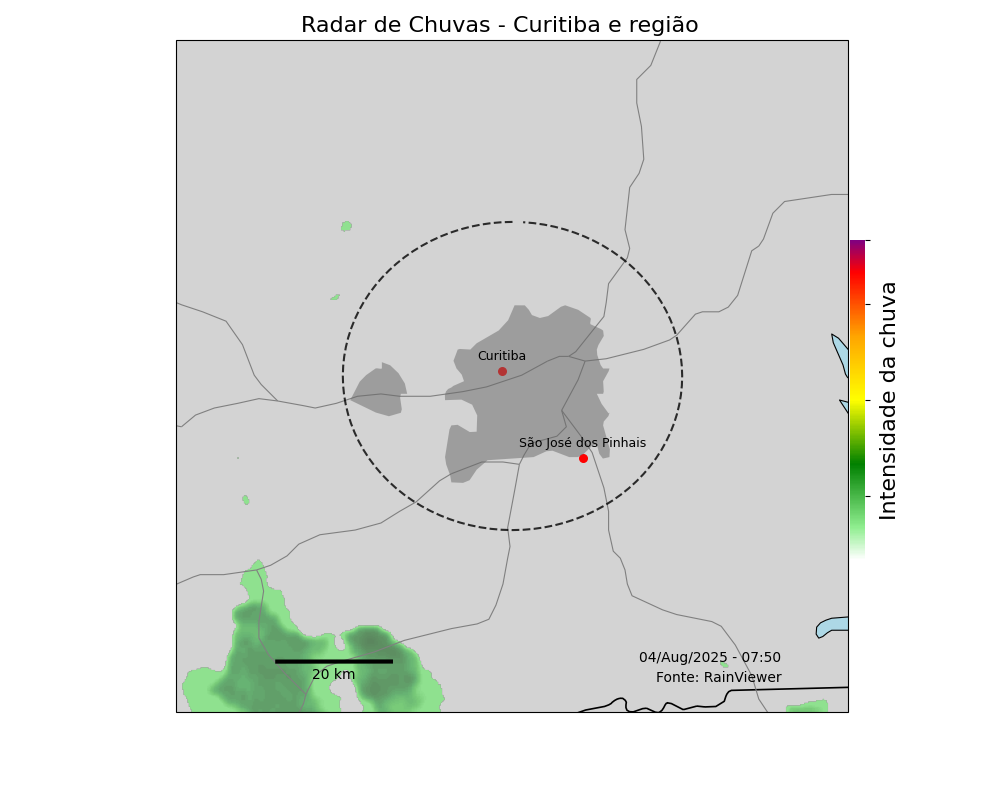 Radar de Chuvas - Curitiba e região
Curitiba
São José dos Pinhais
Intensidade da chuva
04/Aug/2025 - 07:50
20 km
Fonte: RainViewer